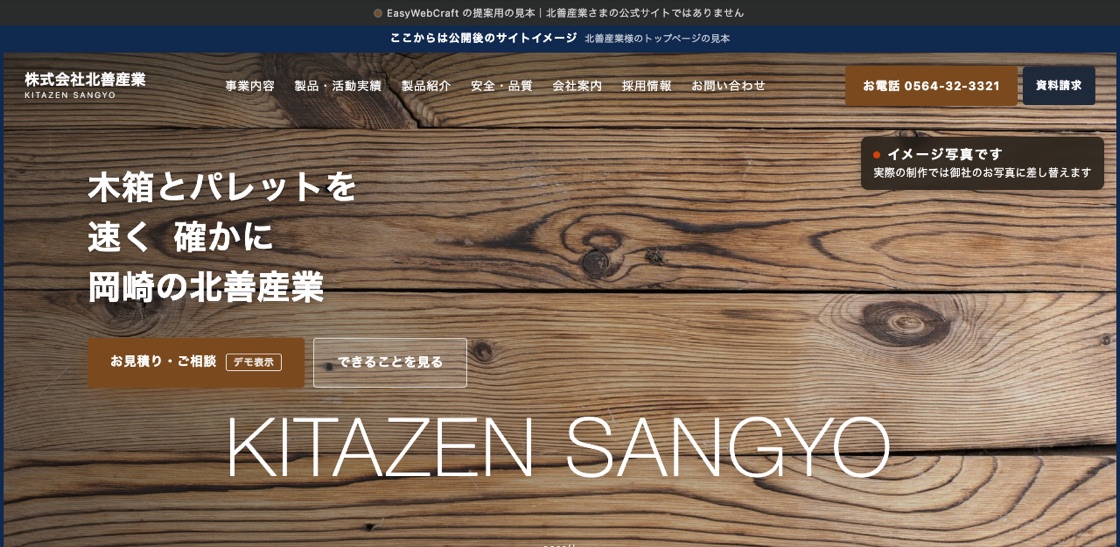 EasyWebCraft の提案用の見本｜北善産業さまの公式サイトではありません
ここからは公開後のサイトイメージ 北善産業様のトップページの見本
株式会社北善産業
KITAZEN SANGYO
事業内容 製品・活動実績 製品紹介 安全・品質 会社案内 採用情報 お問い合わせ
お電話 0564-32-3321
資料請求
イメージ写真です
実際の制作では御社のお写真に差し替えます
木箱とパレットを
速く 確かに
岡崎の北善産業
お見積り・ご相談 デモ表示
できることを見る
KITAZEN SANGYO